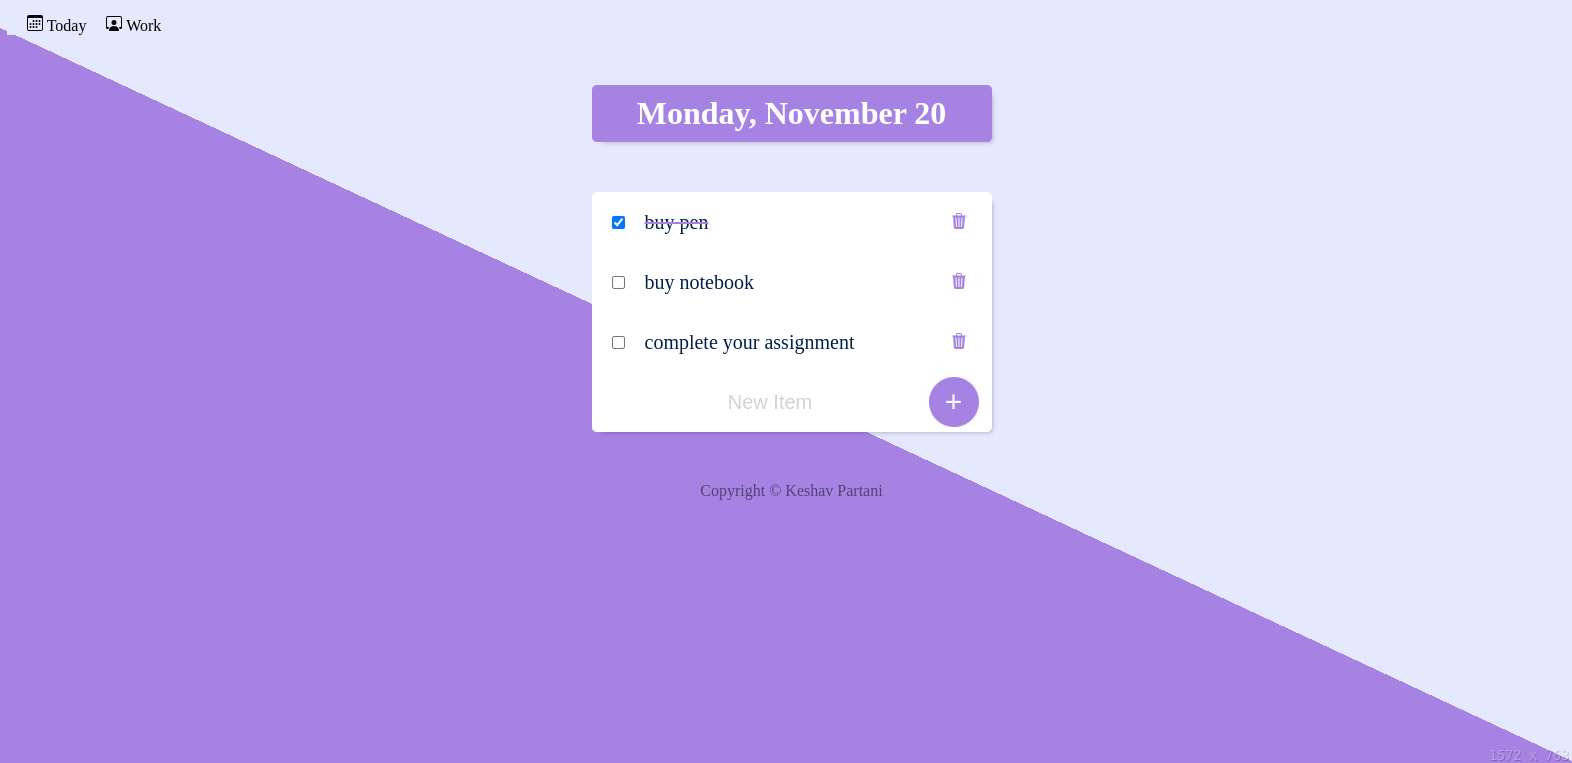 Today
Work
Monday, November 20
buy pen
buy notebook
complete your assignment
New Item
+
Copyright © Keshav Partani
1572 x 763